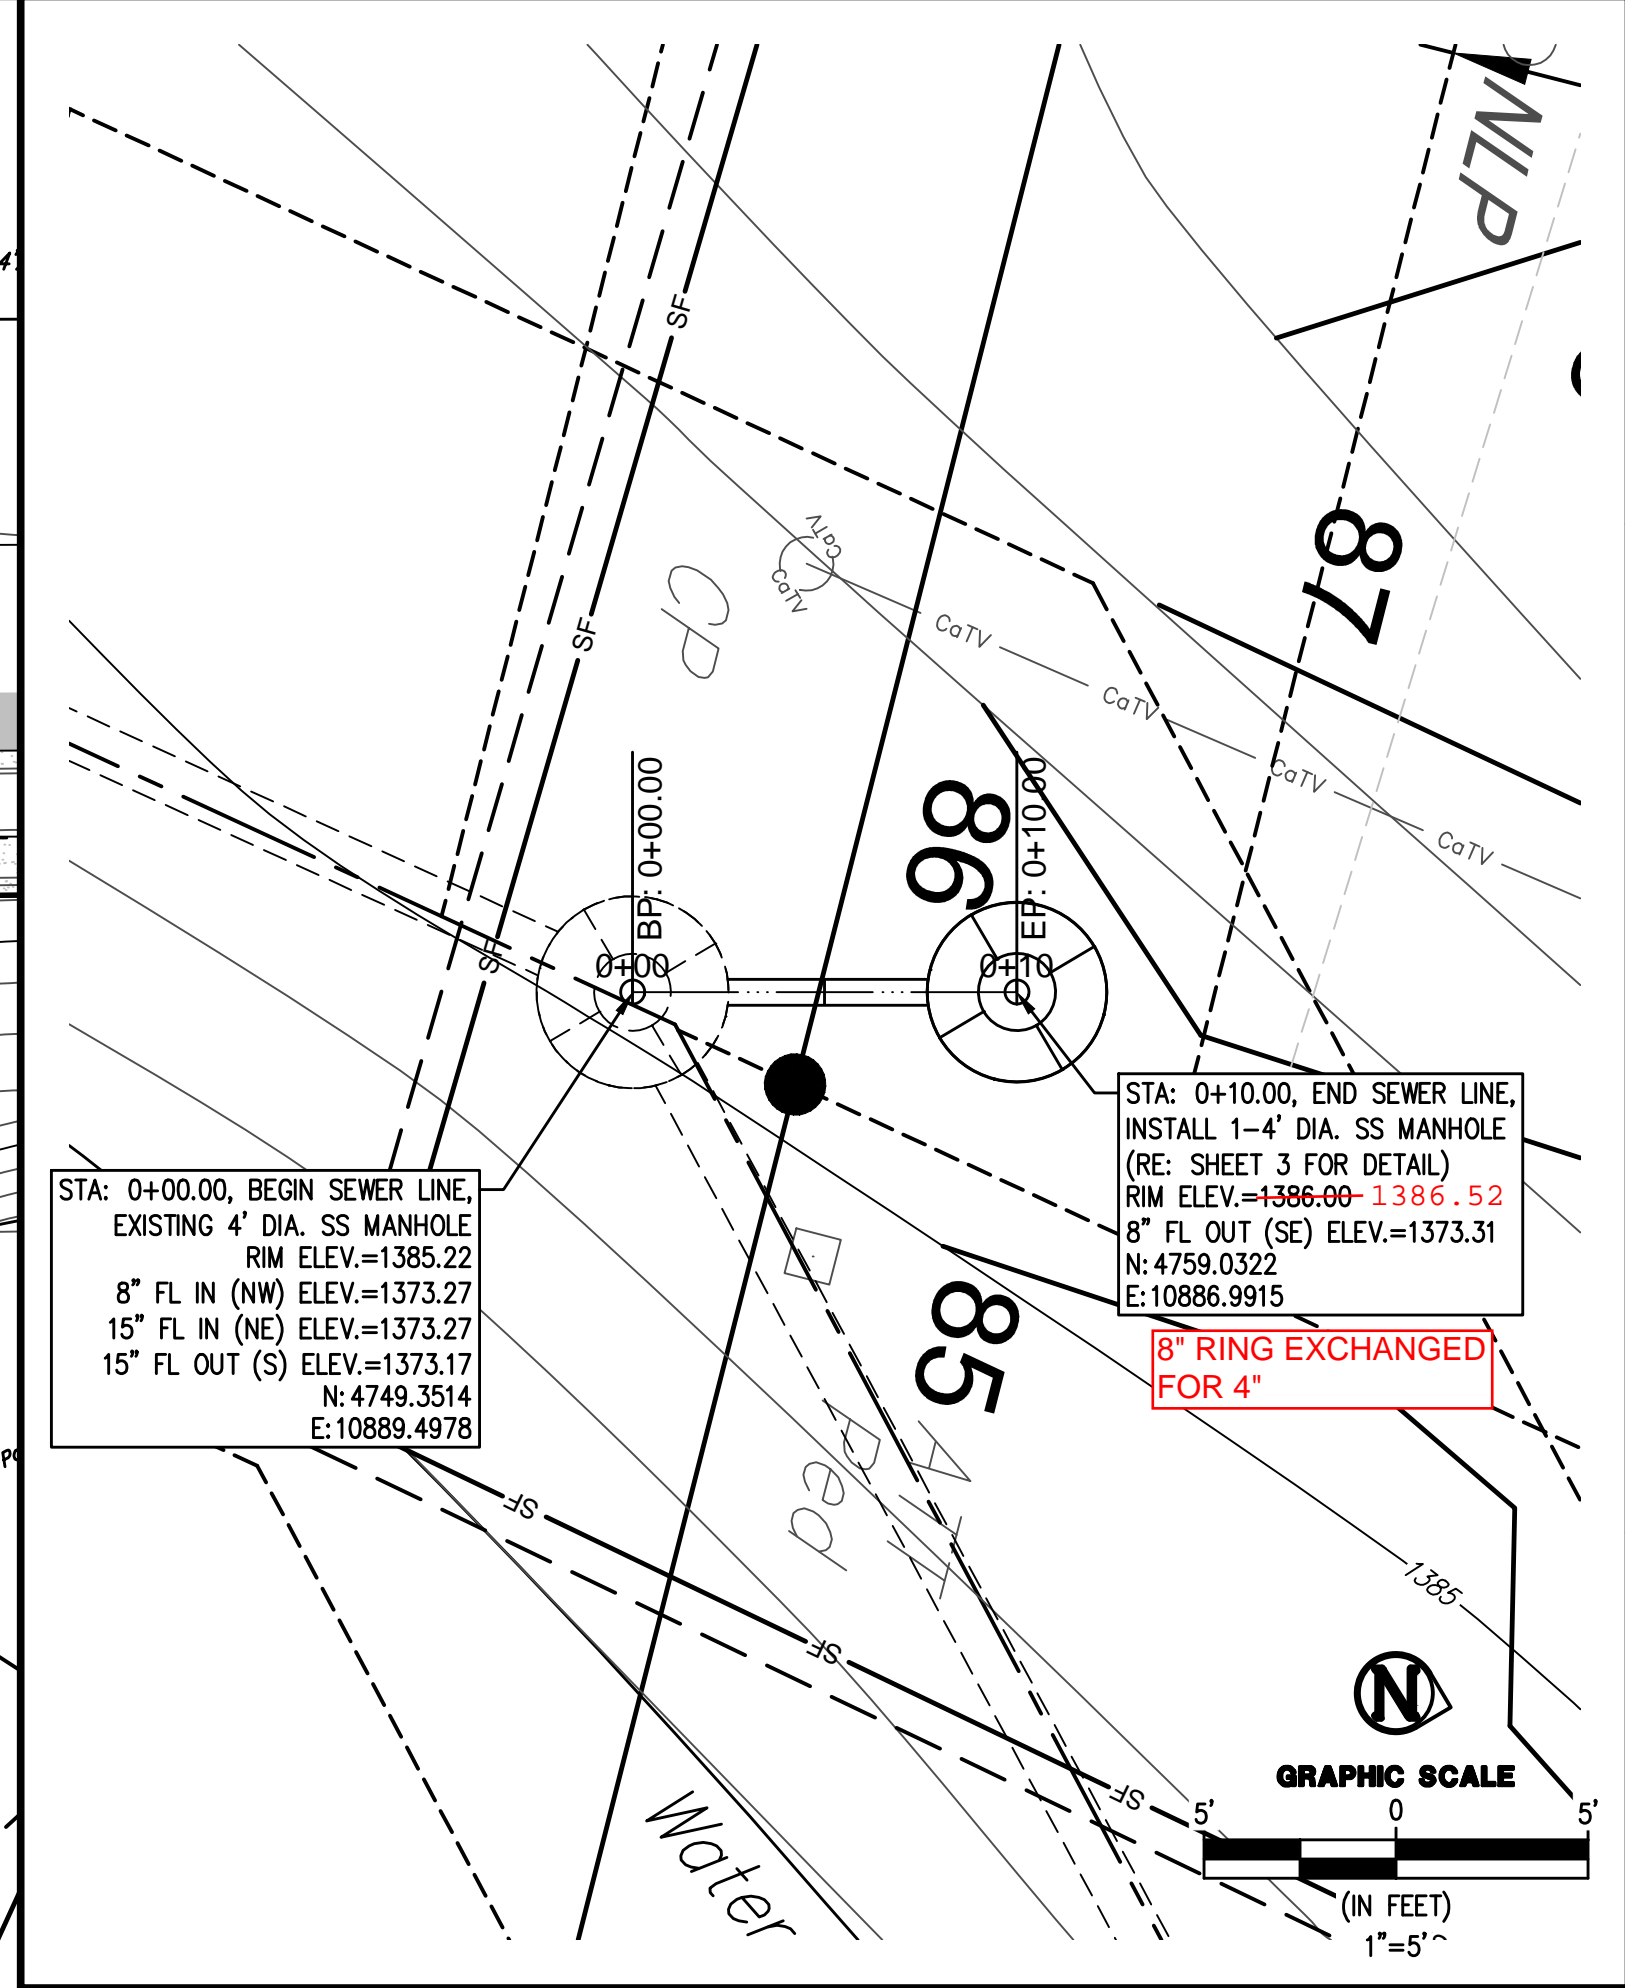 NLP
SF
SF
SF
CaTV
CaTV
CP
CaTV
CaTV
CaTV
CaTV
87
86
85
BP: 0+00.00
EP: 0+10.00
0+00
0+10
STA: 0+10.00, END SEWER LINE,
INSTALL 1-4' DIA. SS MANHOLE
(RE: SHEET 3 FOR DETAIL)
RIM ELEV.=1386.00 1386.52
8" FL OUT (SE) ELEV.=1373.31
N:4759.0322
E:10886.9915
8" RING EXCHANGED
FOR 4"
STA: 0+00.00, BEGIN SEWER LINE,
EXISTING 4' DIA. SS MANHOLE
RIM ELEV.=1385.22
8" FL IN (NW) ELEV.=1373.27
15" FL IN (NE) ELEV.=1373.27
15" FL OUT (S) ELEV.=1373.17
N:4749.3514
E:10889.4978
Ped
SF
SF
SF
1385
Water
N
GRAPHIC SCALE
5' 0 5'
(IN FEET)
1"=5'